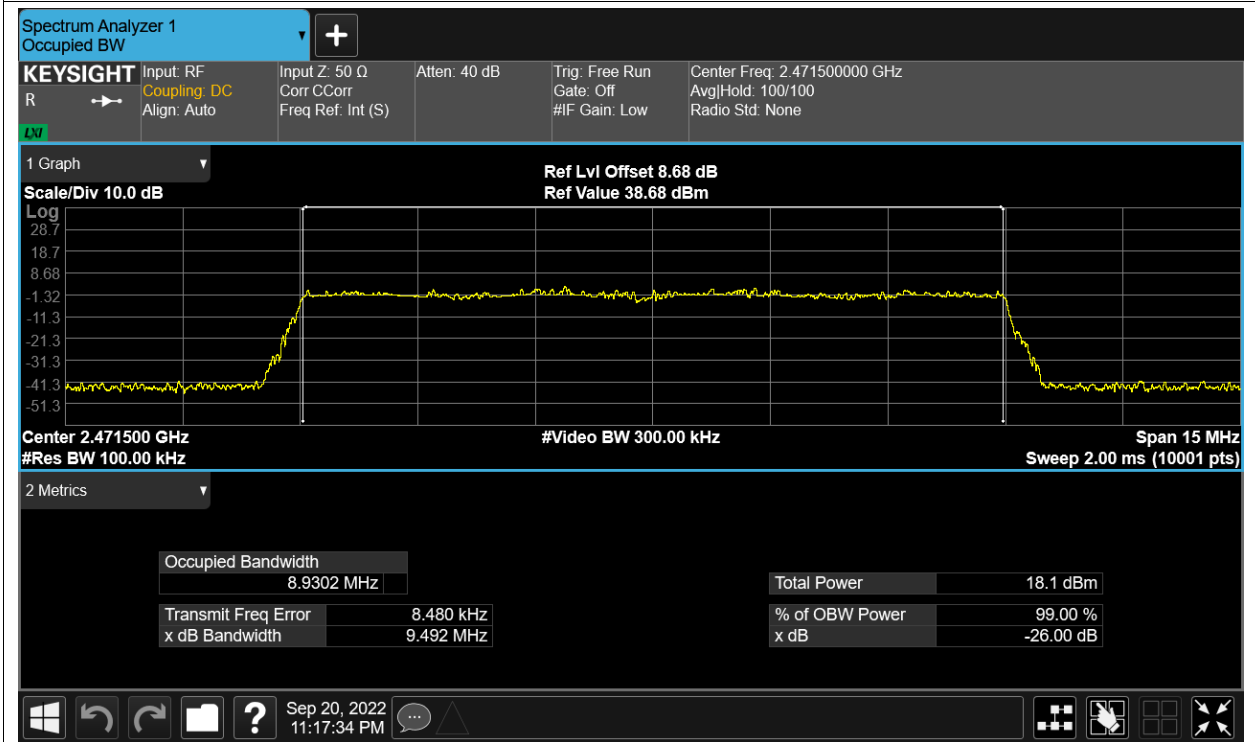 Spectrum Analyzer 1
Occupied BW
KEYSIGHT
R
LXI
Input: RF
Coupling: DC
Align: Auto
Input Z: 50 Ω
Corr CCorr
Freq Ref: Int (S)
Atten: 40 dB
Trig: Free Run
Gate: Off
#IF Gain: Low
Center Freq: 2.471500000 GHz
Avg|Hold: 100/100
Radio Std: None
1 Graph
Scale/Div 10.0 dB
Ref Lvl Offset 8.68 dB
Ref Value 38.68 dBm
Log
28.7
18.7
8.68
-1.32
-11.3
-21.3
-31.3
-41.3
-51.3
Center 2.471500 GHz
#Video BW 300.00 kHz
Span 15 MHz
#Res BW 100.00 kHz
Sweep 2.00 ms (10001 pts)
2 Metrics
Occupied Bandwidth
8.9302 MHz
Transmit Freq Error 8.480 kHz
x dB Bandwidth 9.492 MHz
Total Power 18.1 dBm
% of OBW Power 99.00 %
x dB -26.00 dB
?
Sep 20, 2022
11:17:34 PM